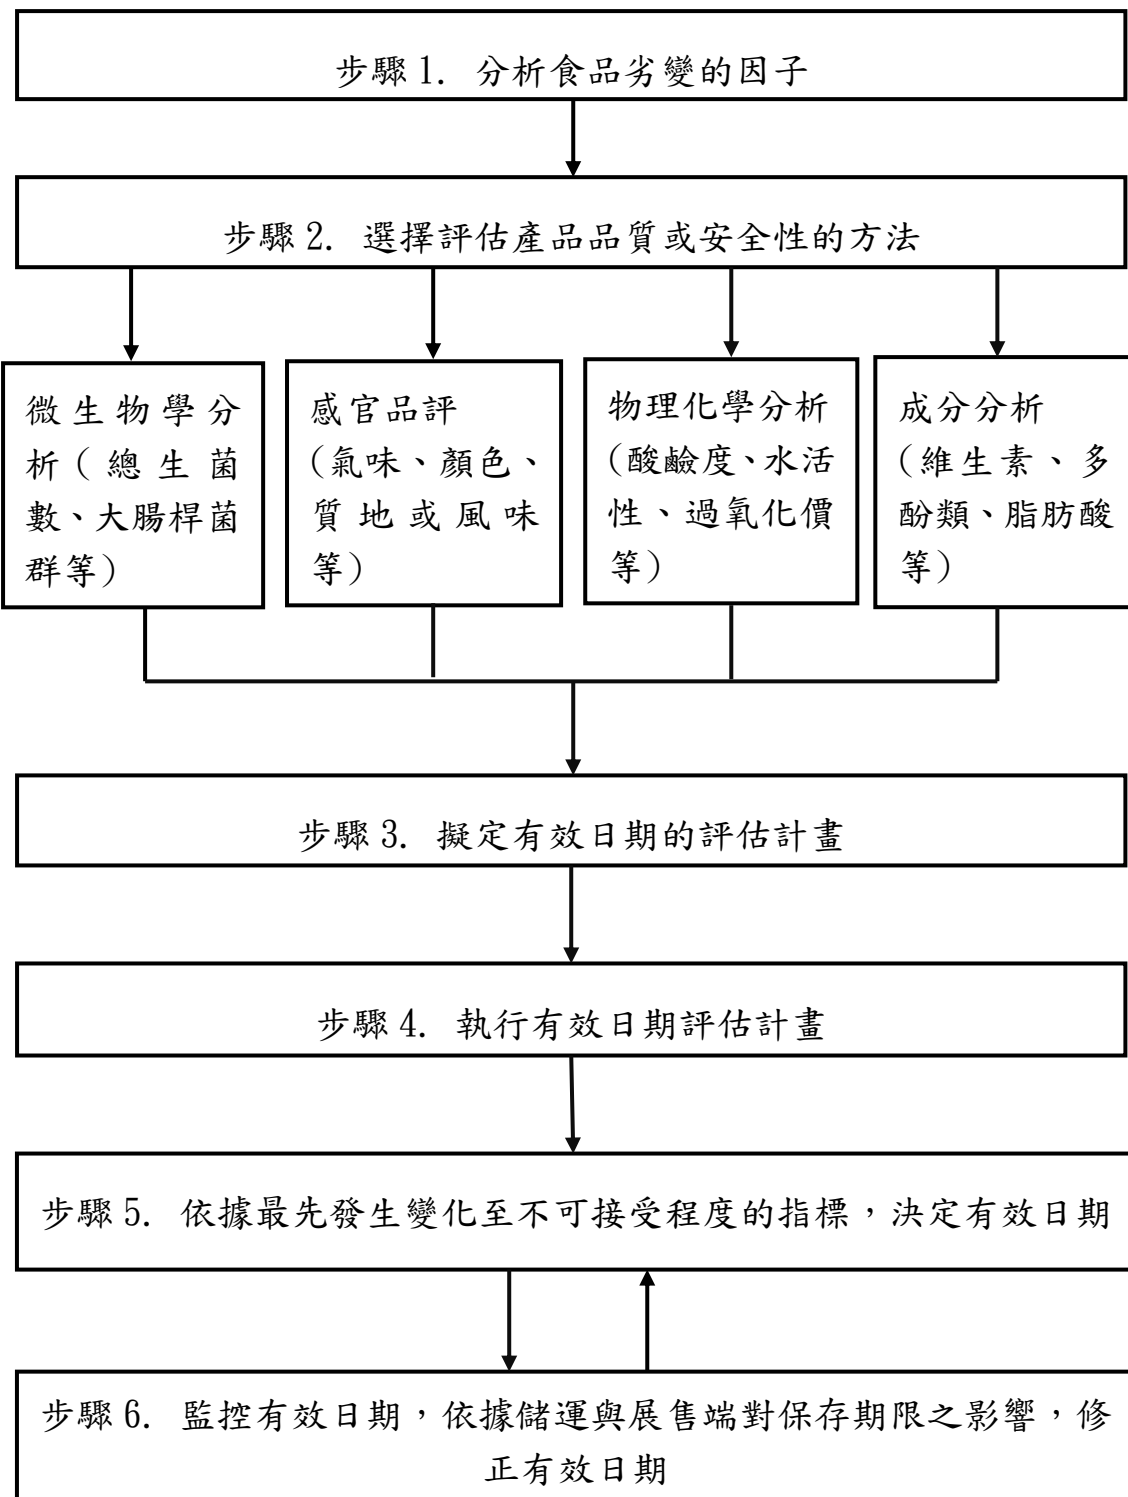 步驟 1. 分析食品劣變的因子
步驟 2. 選擇評估產品品質或安全性的方法
微生物學分
析(總生菌
數、大腸桿菌
群等)
感官品評
(氣味、顏色、
質地或風味
等)
物理化學分析
(酸鹼度、水活
性、過氧化價
等)
成分分析
(維生素、多
酚類、脂肪酸
等)
步驟 3. 擬定有效日期的評估計畫
步驟 4. 執行有效日期評估計畫
步驟 5. 依據最先發生變化至不可接受程度的指標，決定有效日期
步驟 6. 監控有效日期，依據儲運與展售端對保存期限之影響，修
正有效日期